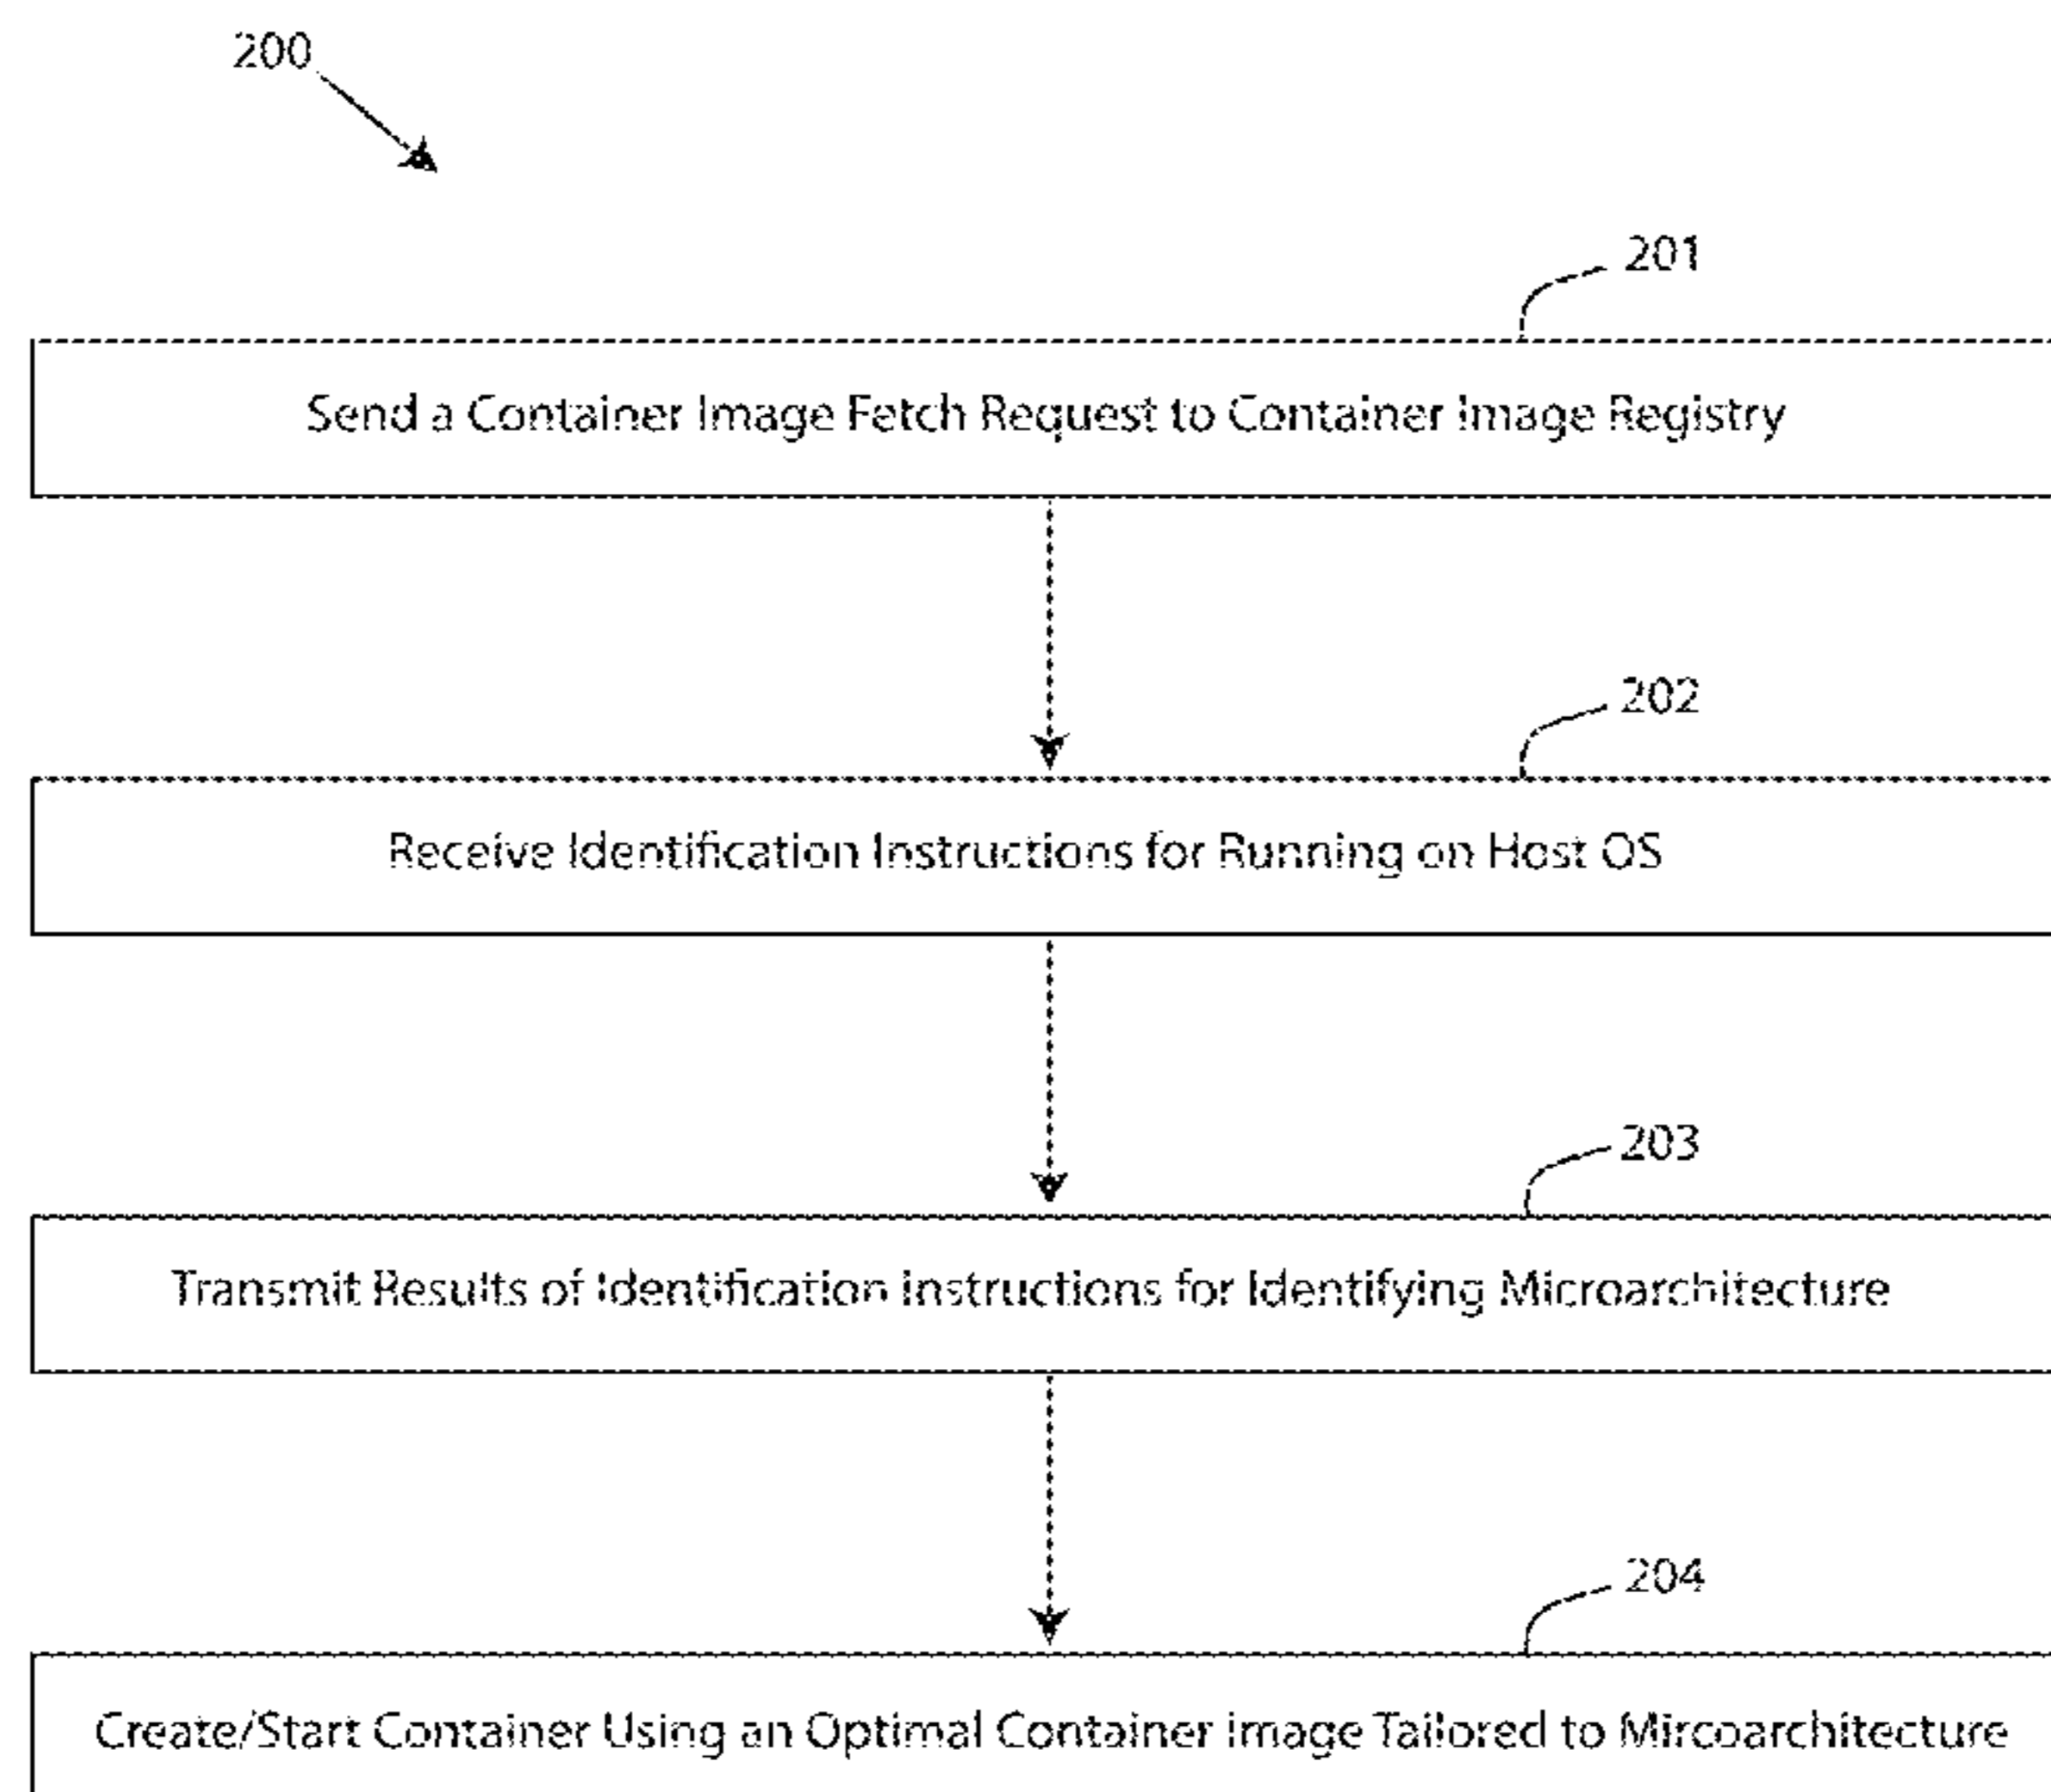 200
201
Send a Container Image Fetch Request to Container Image Registry
202
Receive Identification Instructions for Running on Host OS
203
Transmit Results of Identification Instructions for Identifying Microarchitecture
204
Create/Start Container Using an Optimal Container Image Tailored to Mircoarchitecture